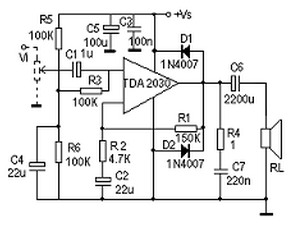 R5
100K
C5
100u
C3
100n
+Vs
D1
1N4007
Vi
C1 1u
R3
100K
TDA 2030
C6
2200u
R1
150K
R2
4.7K
D2
1N4007
R4
1
RL
C4
22u
R6
100K
C2
22u
C7
220n